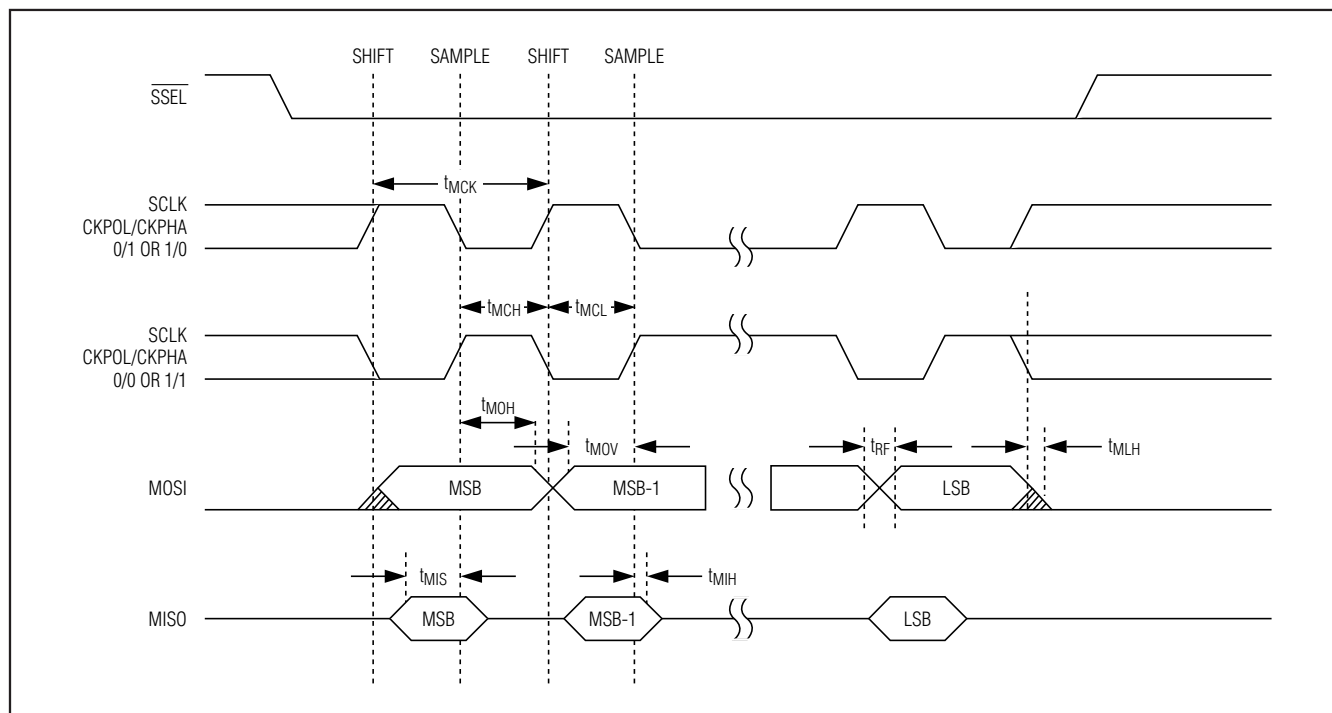 SHIFT SAMPLE SHIFT SAMPLE
SSEL
tMCK
SCLK
CKPOL/CKPHA
0/1 OR 1/0
tMCH tMCL
SCLK
CKPOL/CKPHA
0/0 OR 1/1
tMOH
tMOV tRF tMLH
MOSI MSB MSB-1 LSB
tMIS tMIH
MISO MSB MSB-1 LSB